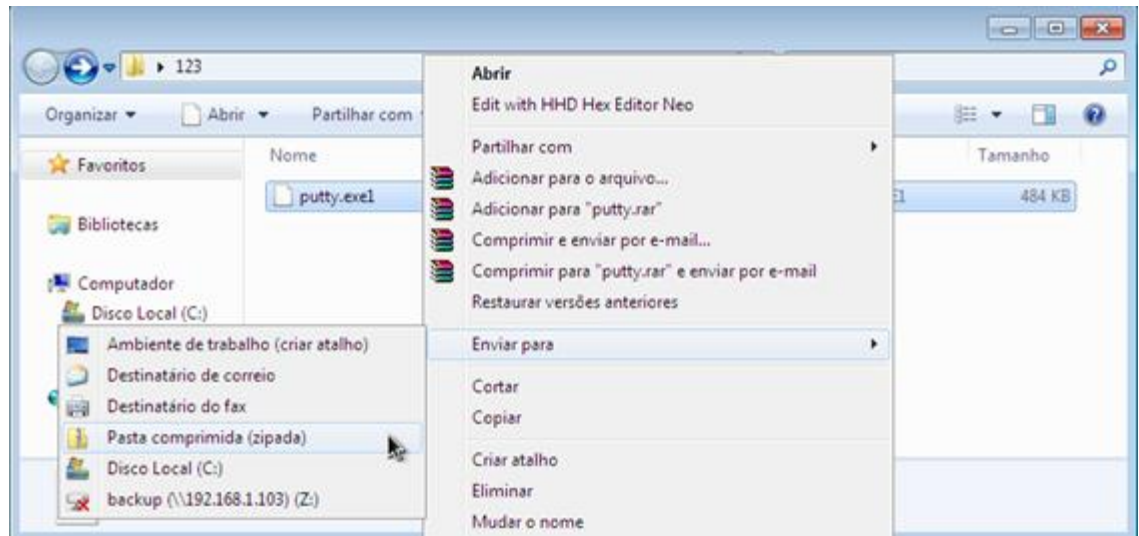 123
Organizar
Abrir
Partilhar com
Favoritos
Bibliotecas
Computador
Disco Local (C:)
Nome
Tamanho
putty.exe1
484 KB
Abrir
Edit with HHD Hex Editor Neo
Partilhar com
Adicionar para o arquivo...
Adicionar para "putty.rar"
Comprimir e enviar por e-mail...
Comprimir para "putty.rar" e enviar por e-mail
Restaurar versões anteriores
Enviar para
Cortar
Copiar
Criar atalho
Eliminar
Mudar o nome
Ambiente de trabalho (criar atalho)
Destinatário de correio
Destinatário do fax
Pasta comprimida (zipada)
Disco Local (C:)
backup (\\192.168.1.103) (Z:)